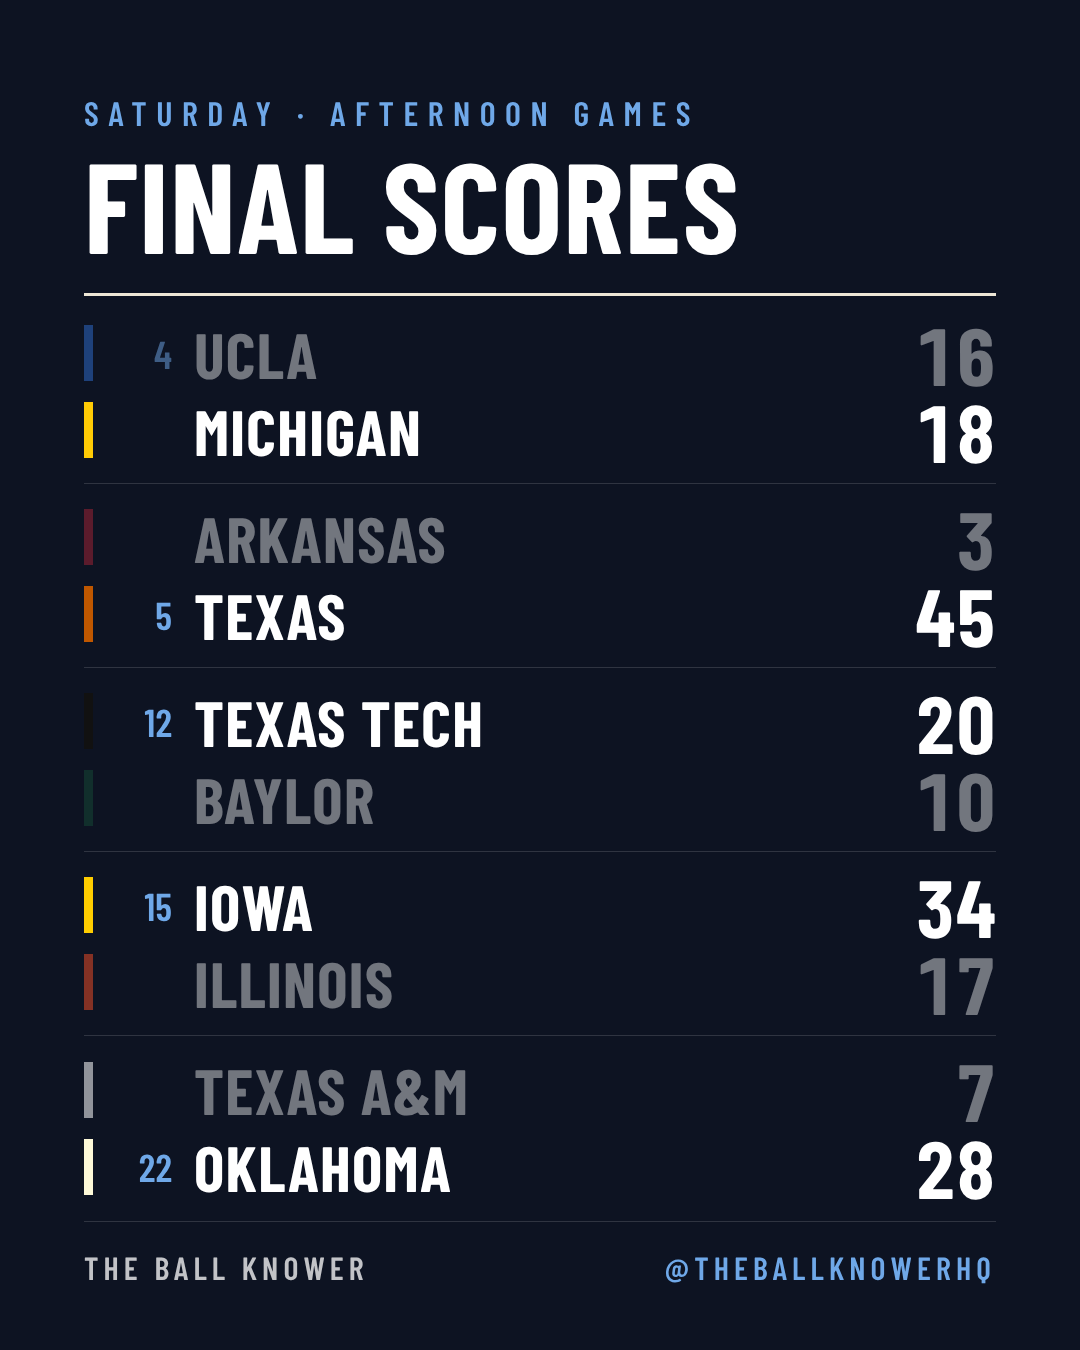 SATURDAY · AFTERNOON GAMES
FINAL SCORES
4 UCLA 16
MICHIGAN 18
ARKANSAS 3
5 TEXAS 45
12 TEXAS TECH 20
BAYLOR 10
15 IOWA 34
ILLINOIS 17
TEXAS A&M 7
22 OKLAHOMA 28
THE BALL KNOWER @THEBALLKNOWERHQ